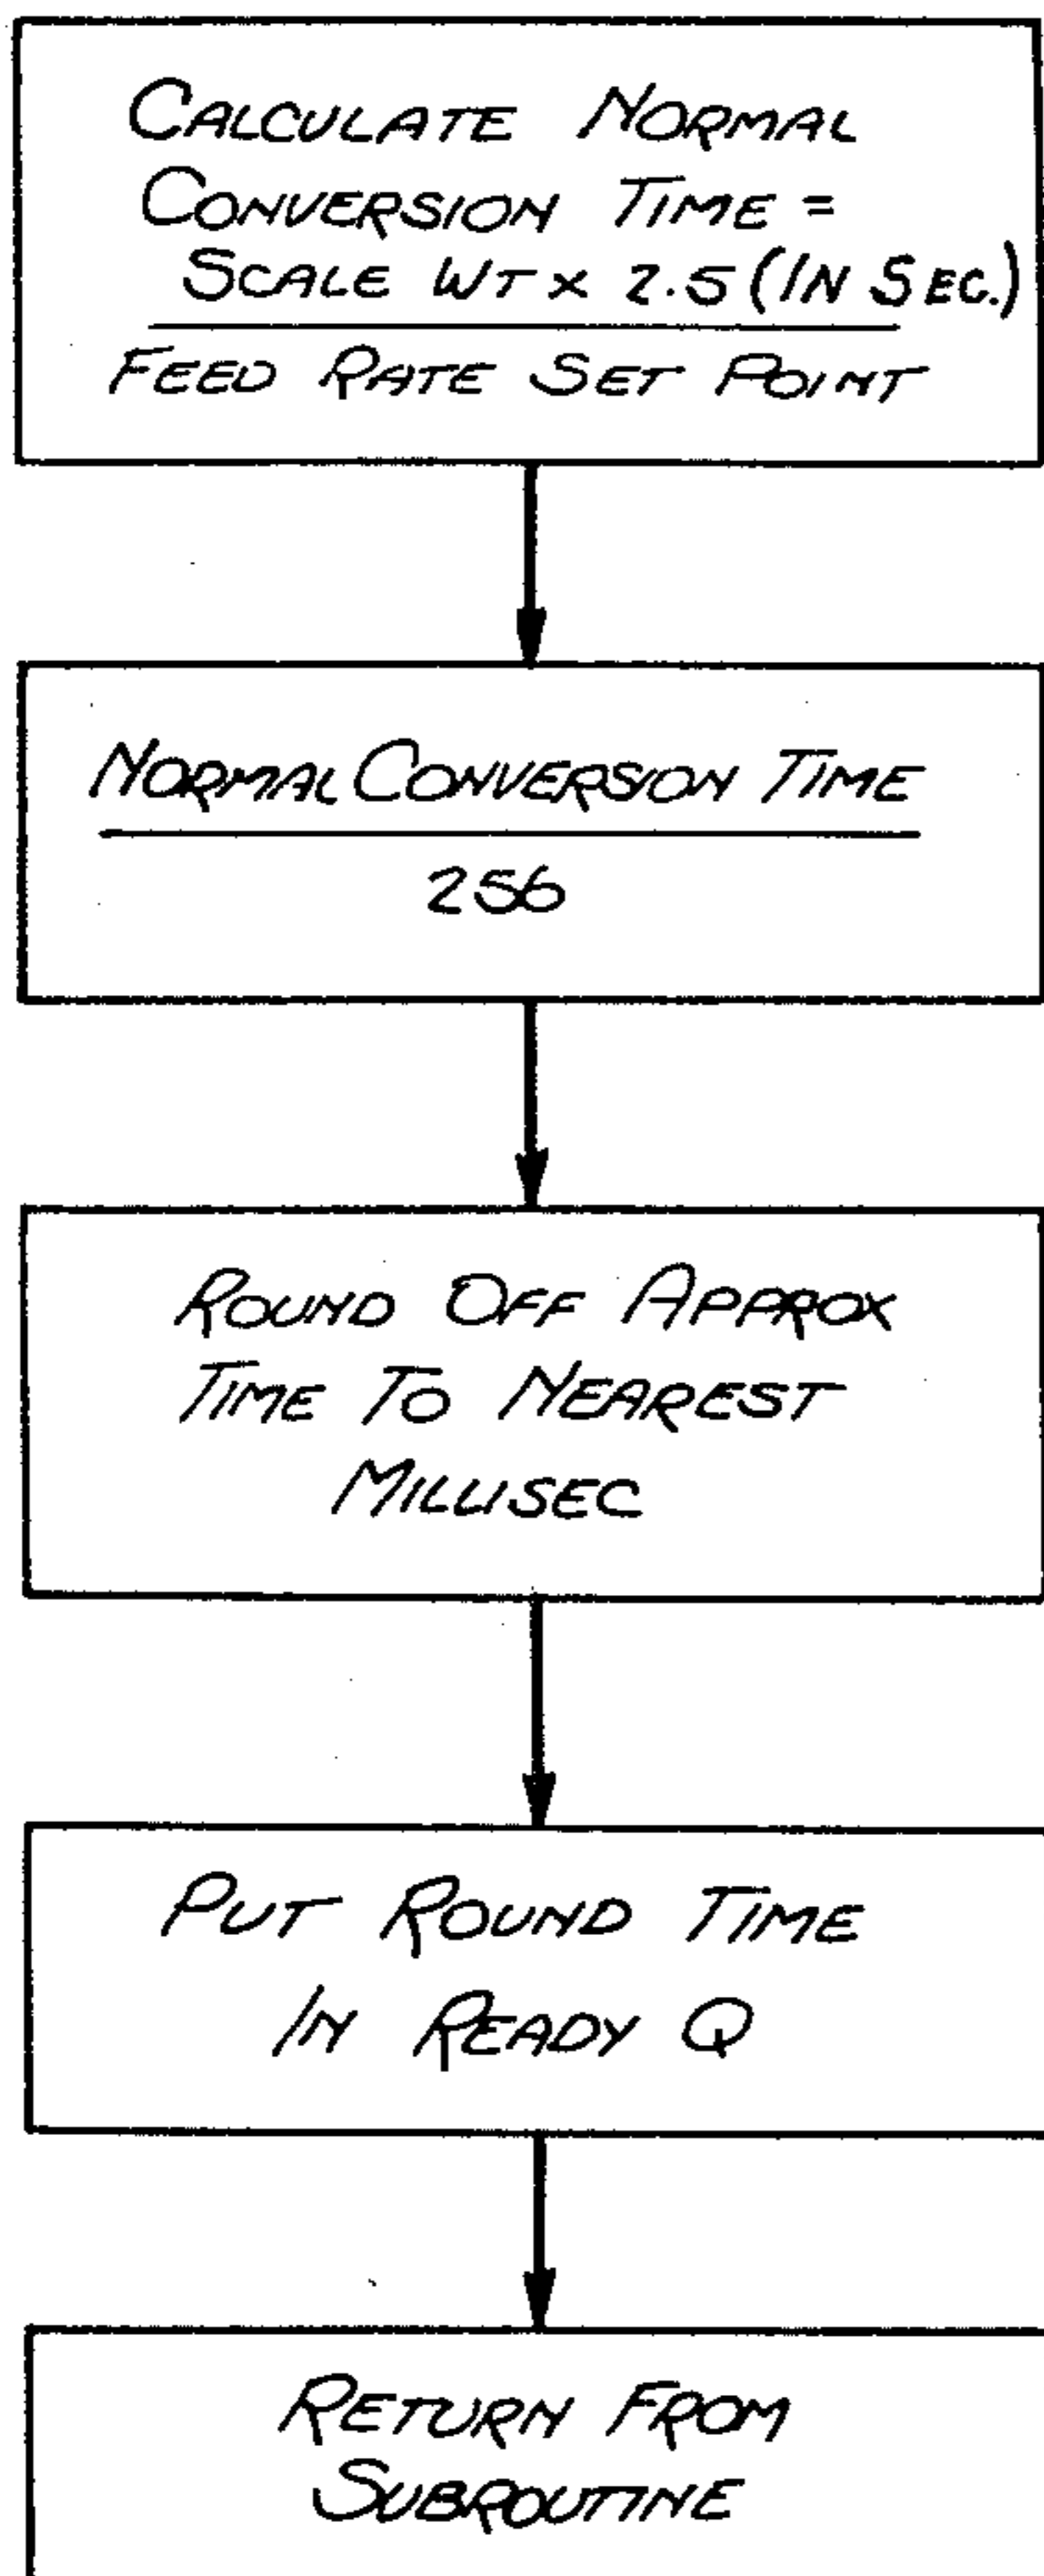 CALCULATE NORMAL
CONVERSION TIME =
SCALE WT x 2.5 (IN SEC.)
FEED RATE SET POINT
NORMAL CONVERSION TIME
256
ROUND OFF APPROX
TIME TO NEAREST
MILLISEC
PUT ROUND TIME
IN READY Q
RETURN FROM
SUBROUTINE